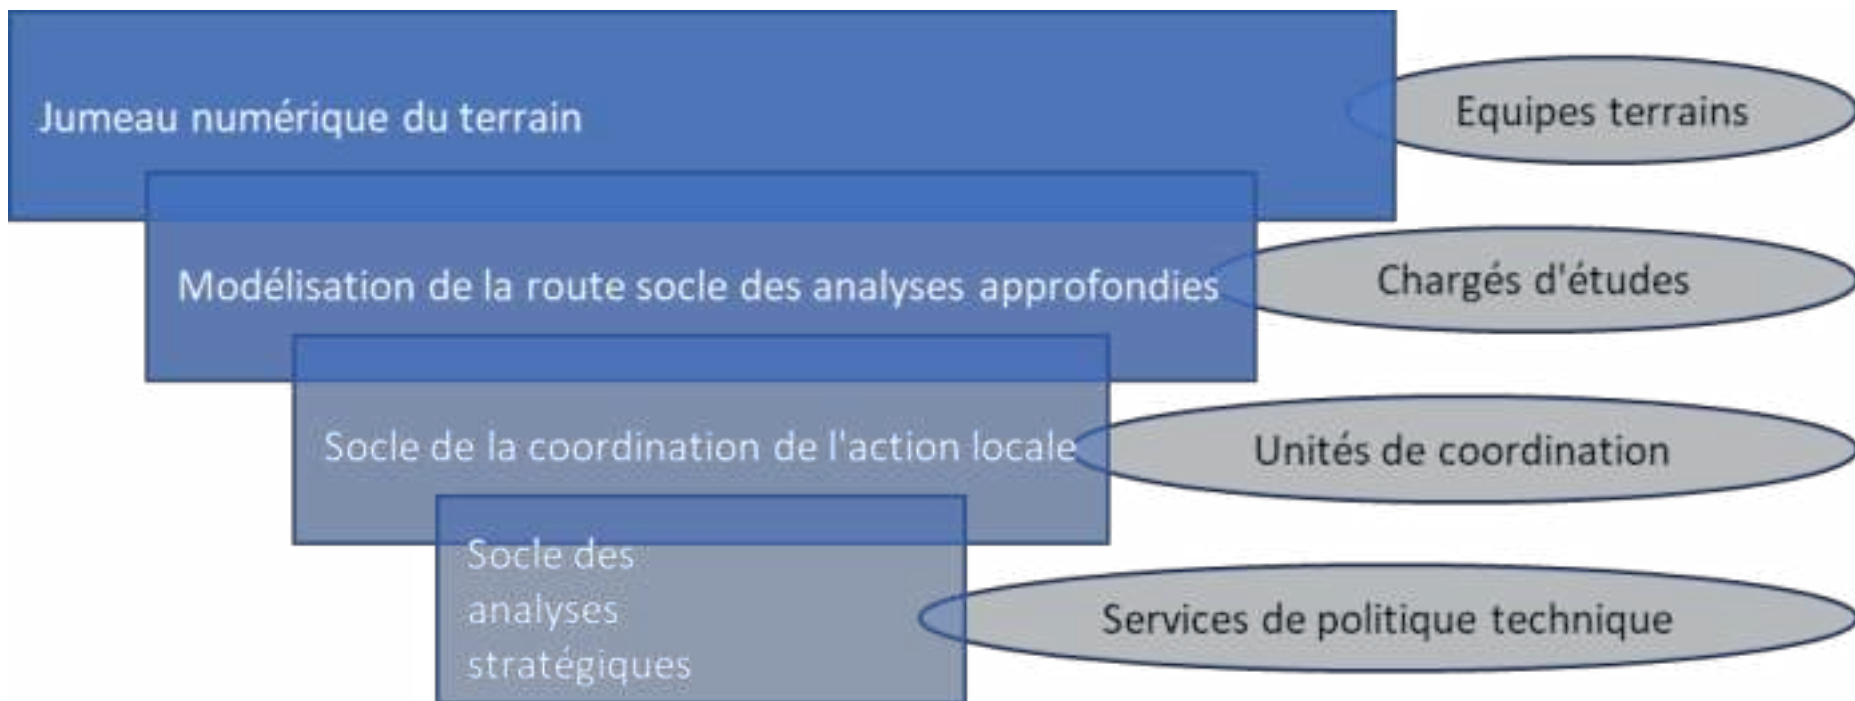 Jumeau numérique du terrain
Equipes terrains
Modélisation de la route socle des analyses approfondies
Chargés d'études
Socle de la coordination de l'action locale
Unités de coordination
Socle des
analyses
stratégiques
Services de politique technique